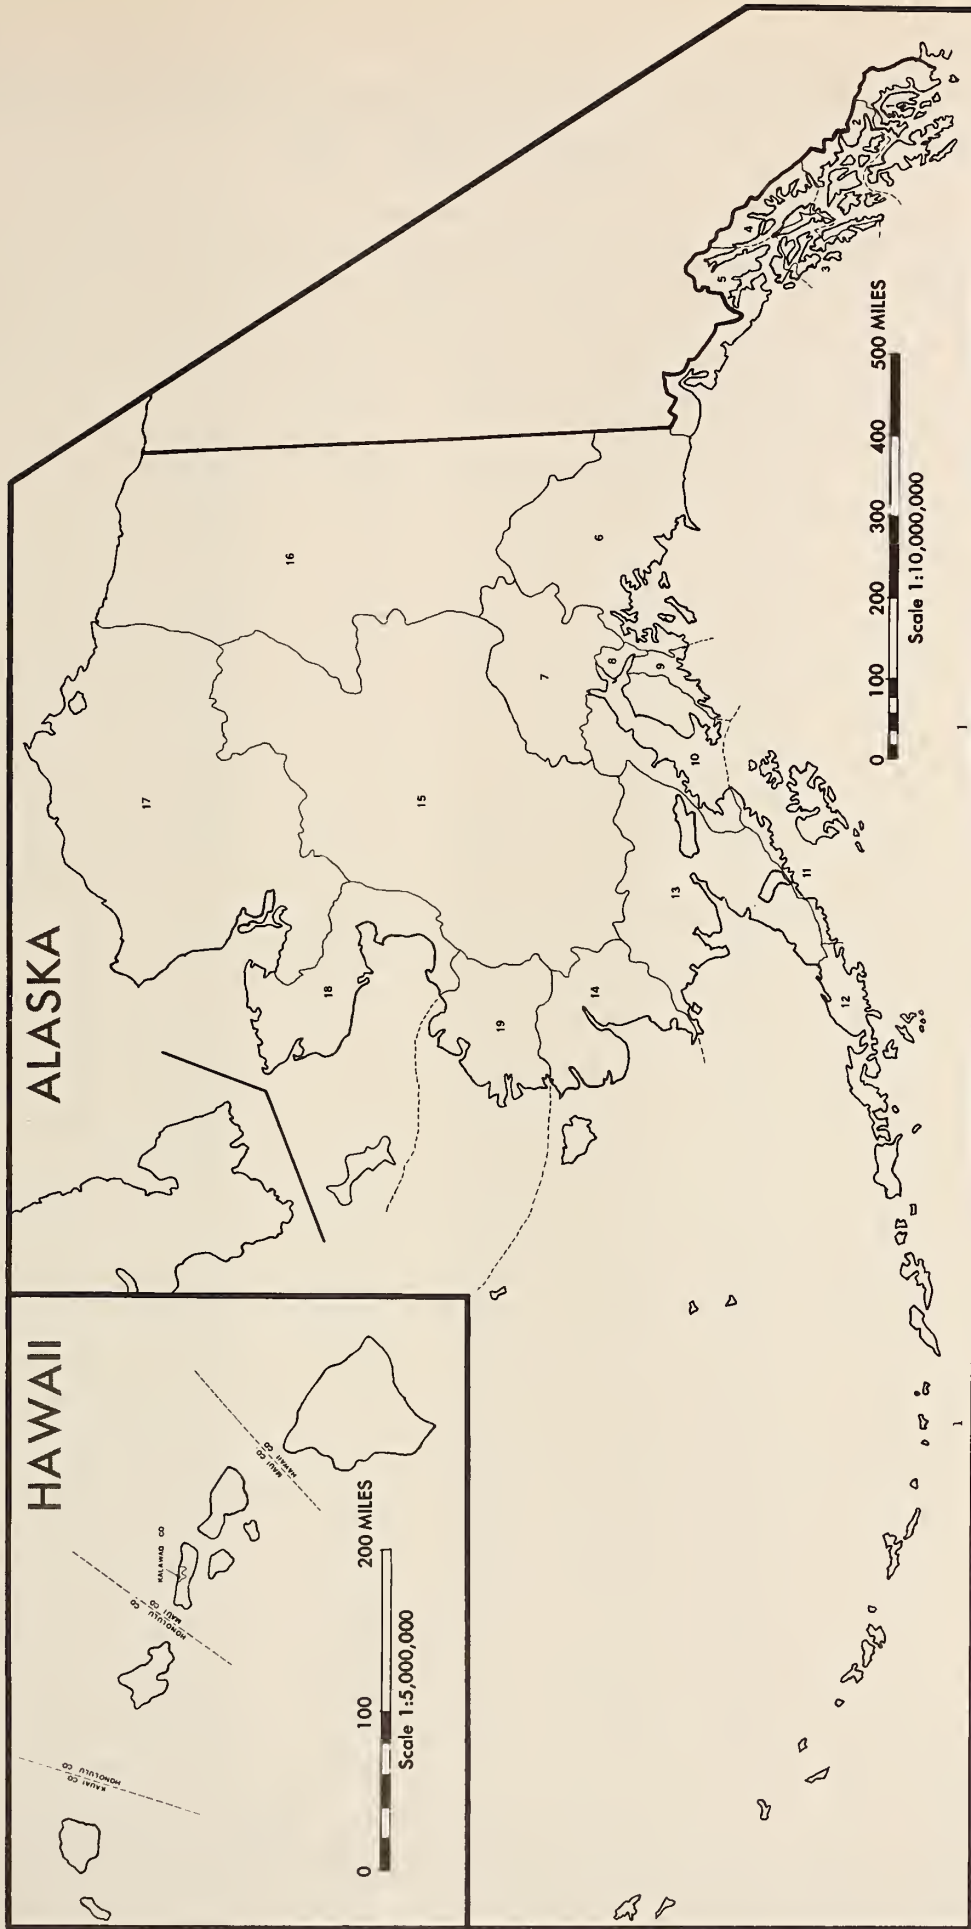 HAWAII
KAUAI CO
HONOLULU CO
HONOLULU CO
MAUI CO
KALAWAO CO
MAUI CO
HAWAII CO
0 100 200 MILES
Scale 1:5,000,000
ALASKA
17
16
18
15
19
14
13
7
6
8
9
10
11
12
5
4
3
2
1
0 100 200 300 400 500 MILES
Scale 1:10,000,000
1
1